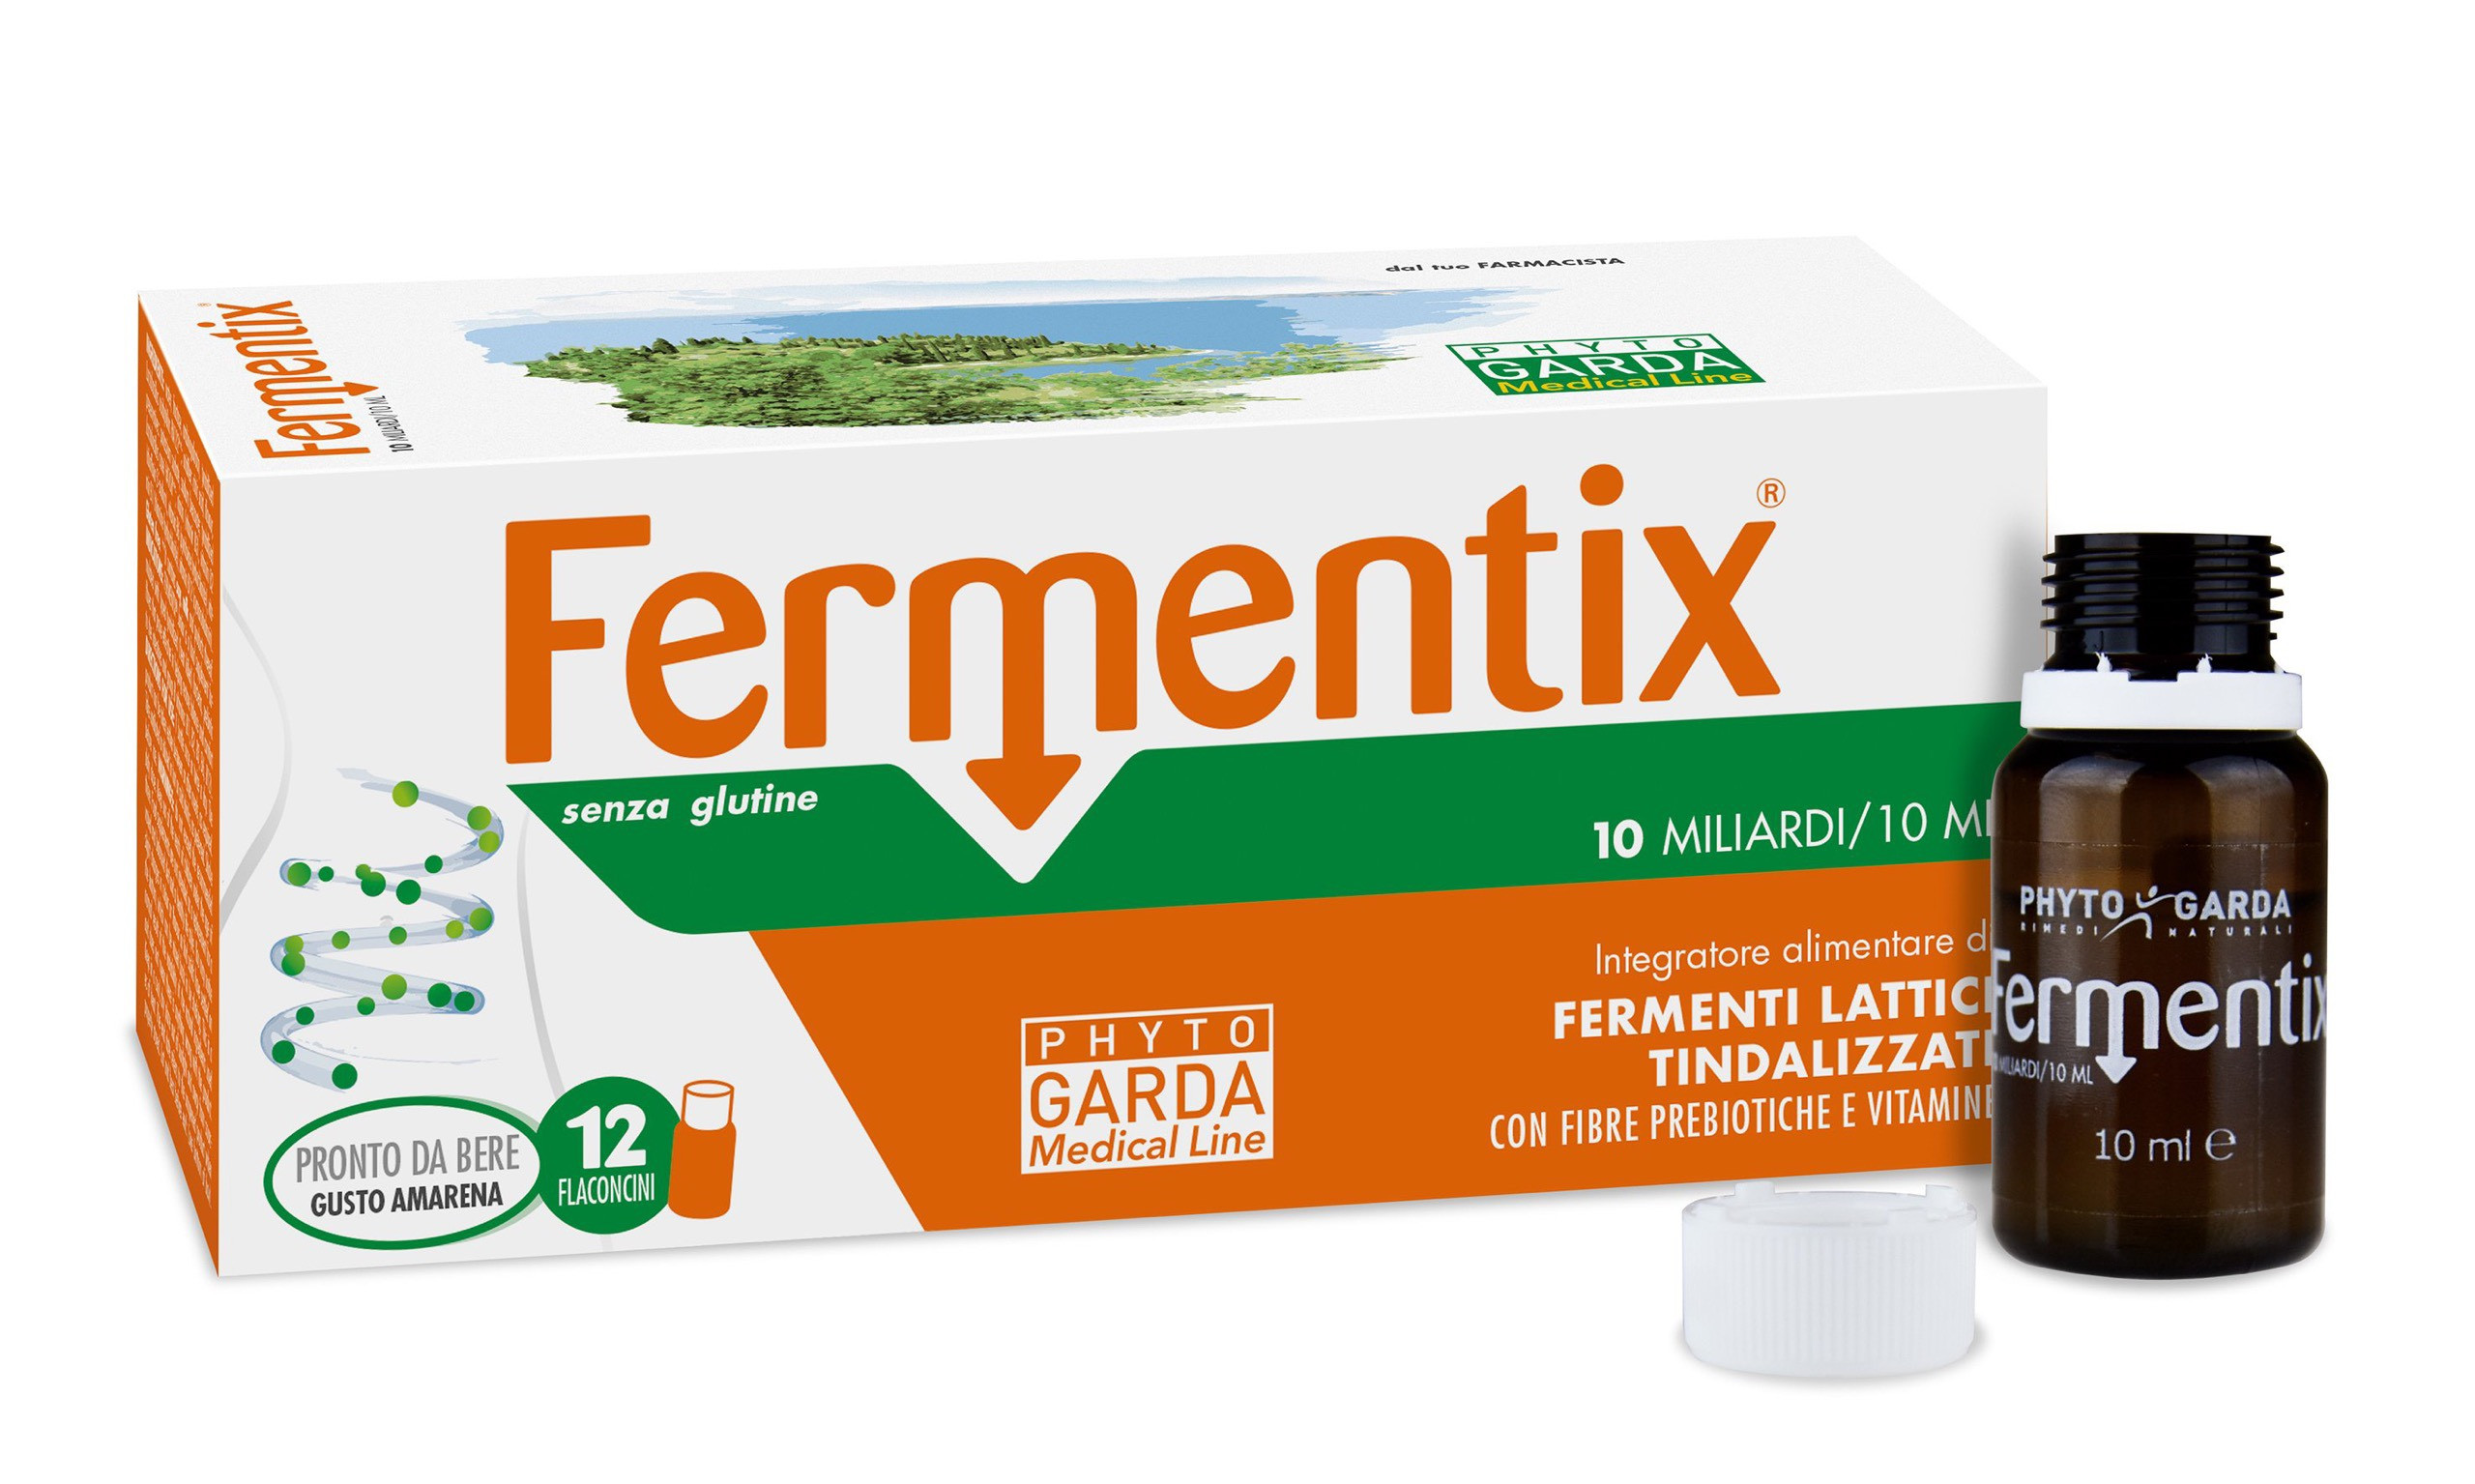 dal tuo FARMACISTA
PHYTO
GARDA
Medical Line
Fermentix®
10 MILIARDI/10 ML
Fermentix®
senza glutine
10 MILIARDI/10 ML
Integratore alimentare di
FERMENTI LATTICI
TINDALIZZATI
CON FIBRE PREBIOTICHE E VITAMINE
PHYTO
GARDA
Medical Line
PRONTO DA BERE
GUSTO AMARENA
12
FLACONCINI
PHYTO GARDA
RIMEDI NATURALI
Fermentix
MILIARDI/10 ML
10 ml ℮